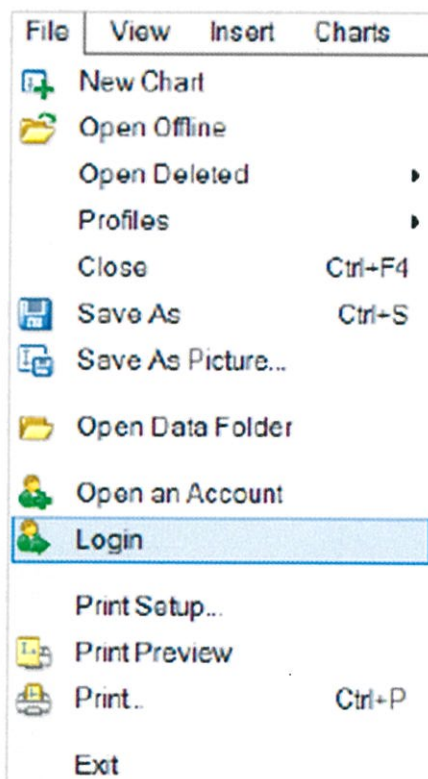 File View Insert Charts
New Chart
Open Offline
Open Deleted
Profiles
Close Ctrl+F4
Save As Ctrl+S
Save As Picture...
Open Data Folder
Open an Account
Login
Print Setup...
Print Preview
Print... Ctrl+P
Exit